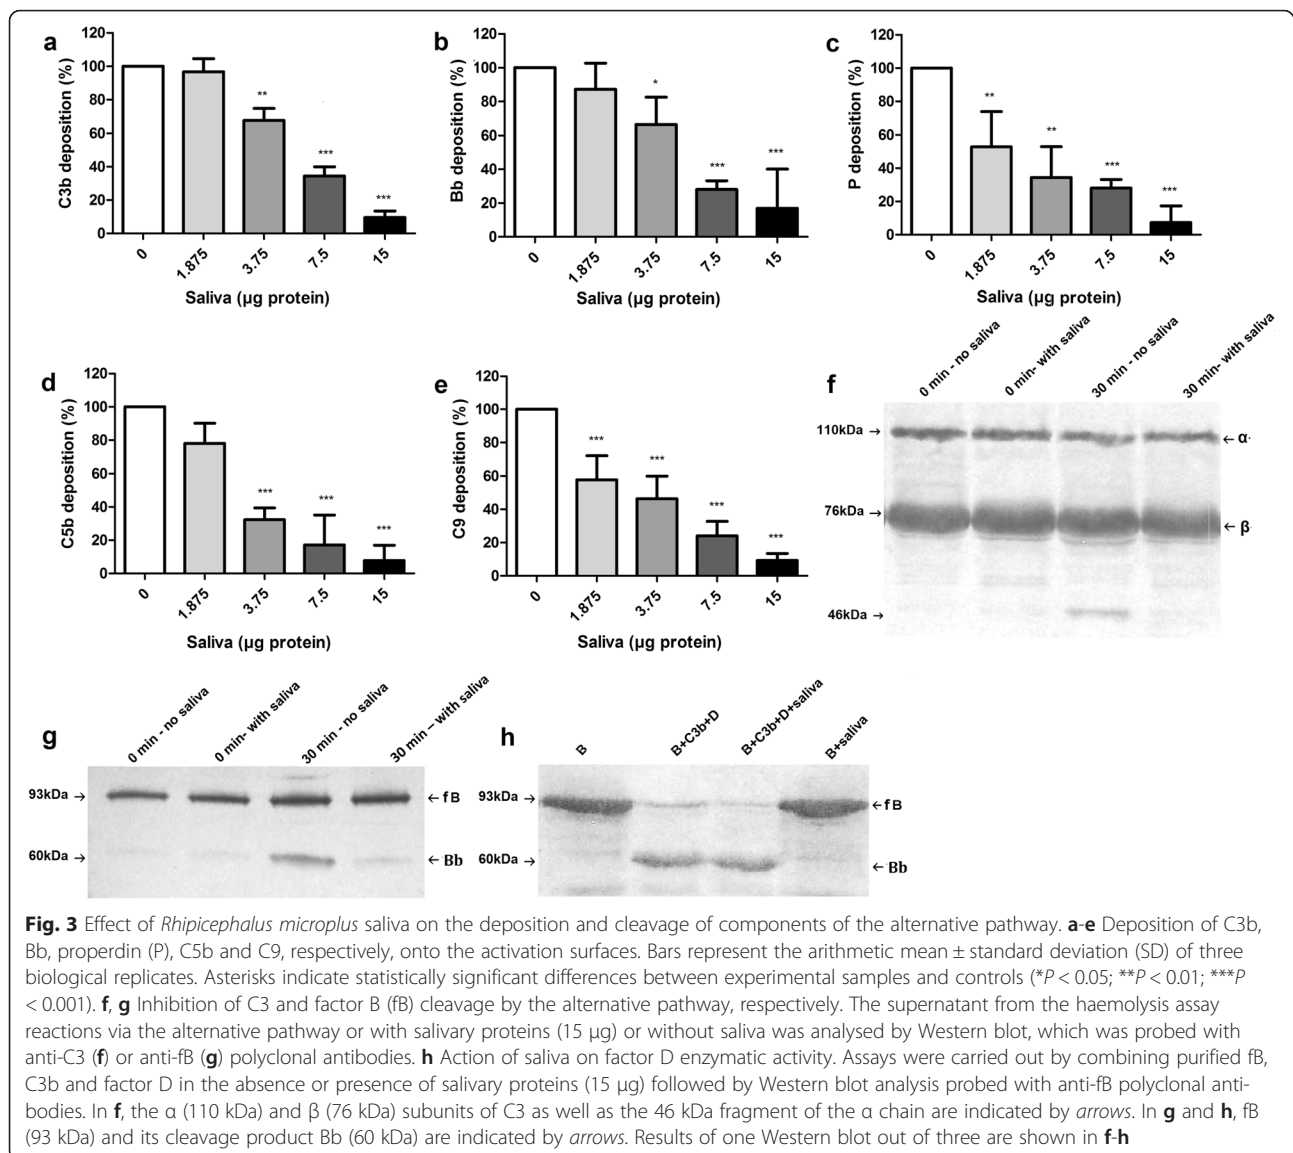 a
120
100
80
60
40
20
0
C3b deposition (%)
**
***
***
0
1.875
3.75
7.5
15
Saliva (µg protein)
b
120
100
80
60
40
20
0
Bb deposition (%)
*
***
***
0
1.875
3.75
7.5
15
Saliva (µg protein)
c
120
100
80
60
40
20
0
P deposition (%)
**
**
***
***
0
1.875
3.75
7.5
15
Saliva (µg protein)
d
120
100
80
60
40
20
0
C5b deposition (%)
***
***
***
0
1.875
3.75
7.5
15
Saliva (µg protein)
e
120
100
80
60
40
20
0
C9 deposition (%)
***
***
***
***
0
1.875
3.75
7.5
15
Saliva (µg protein)
f
0 min - no saliva
0 min- with saliva
30 min - no saliva
30 min- with saliva
110kDa →
← α
76kDa →
← β
46kDa →
g
0 min - no saliva
0 min- with saliva
30 min - no saliva
30 min – with saliva
93kDa →
← fB
60kDa →
← Bb
h
B
B+C3b+D
B+C3b+D+saliva
B+saliva
93kDa →
← fB
60kDa →
← Bb
Fig. 3 Effect of Rhipicephalus microplus saliva on the deposition and cleavage of components of the alternative pathway. a-e Deposition of C3b,
Bb, properdin (P), C5b and C9, respectively, onto the activation surfaces. Bars represent the arithmetic mean ± standard deviation (SD) of three
biological replicates. Asterisks indicate statistically significant differences between experimental samples and controls (*P < 0.05; **P < 0.01; ***P
< 0.001). f, g Inhibition of C3 and factor B (fB) cleavage by the alternative pathway, respectively. The supernatant from the haemolysis assay
reactions via the alternative pathway or with salivary proteins (15 µg) or without saliva was analysed by Western blot, which was probed with
anti-C3 (f) or anti-fB (g) polyclonal antibodies. h Action of saliva on factor D enzymatic activity. Assays were carried out by combining purified fB,
C3b and factor D in the absence or presence of salivary proteins (15 µg) followed by Western blot analysis probed with anti-fB polyclonal anti-
bodies. In f, the α (110 kDa) and β (76 kDa) subunits of C3 as well as the 46 kDa fragment of the α chain are indicated by arrows. In g and h, fB
(93 kDa) and its cleavage product Bb (60 kDa) are indicated by arrows. Results of one Western blot out of three are shown in f-h